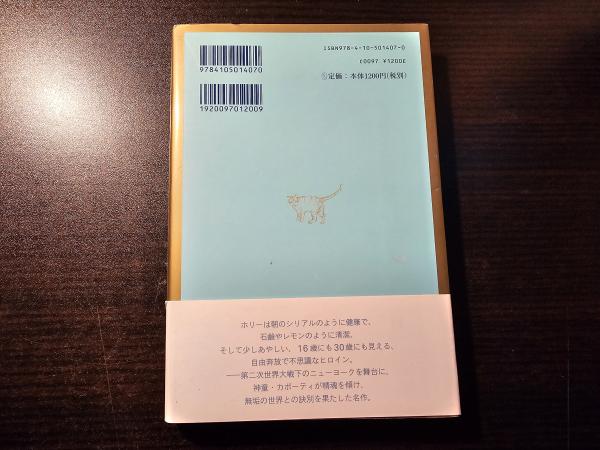 ISBN978-4-10-501407-0
C0097 ¥1200E
定価：本体1200円(税別)
9784105014070
1920097012009
ホリーは朝のシリアルのように健康で、
石鹸やレモンのように清潔、
そして少しあやしい、16歳にも30歳にも見える、
自由奔放で不思議なヒロイン。
――第二次世界大戦下のニューヨークを舞台に、
神童・カポーティが精魂を傾け、
無垢の世界との訣別を果たした名作。